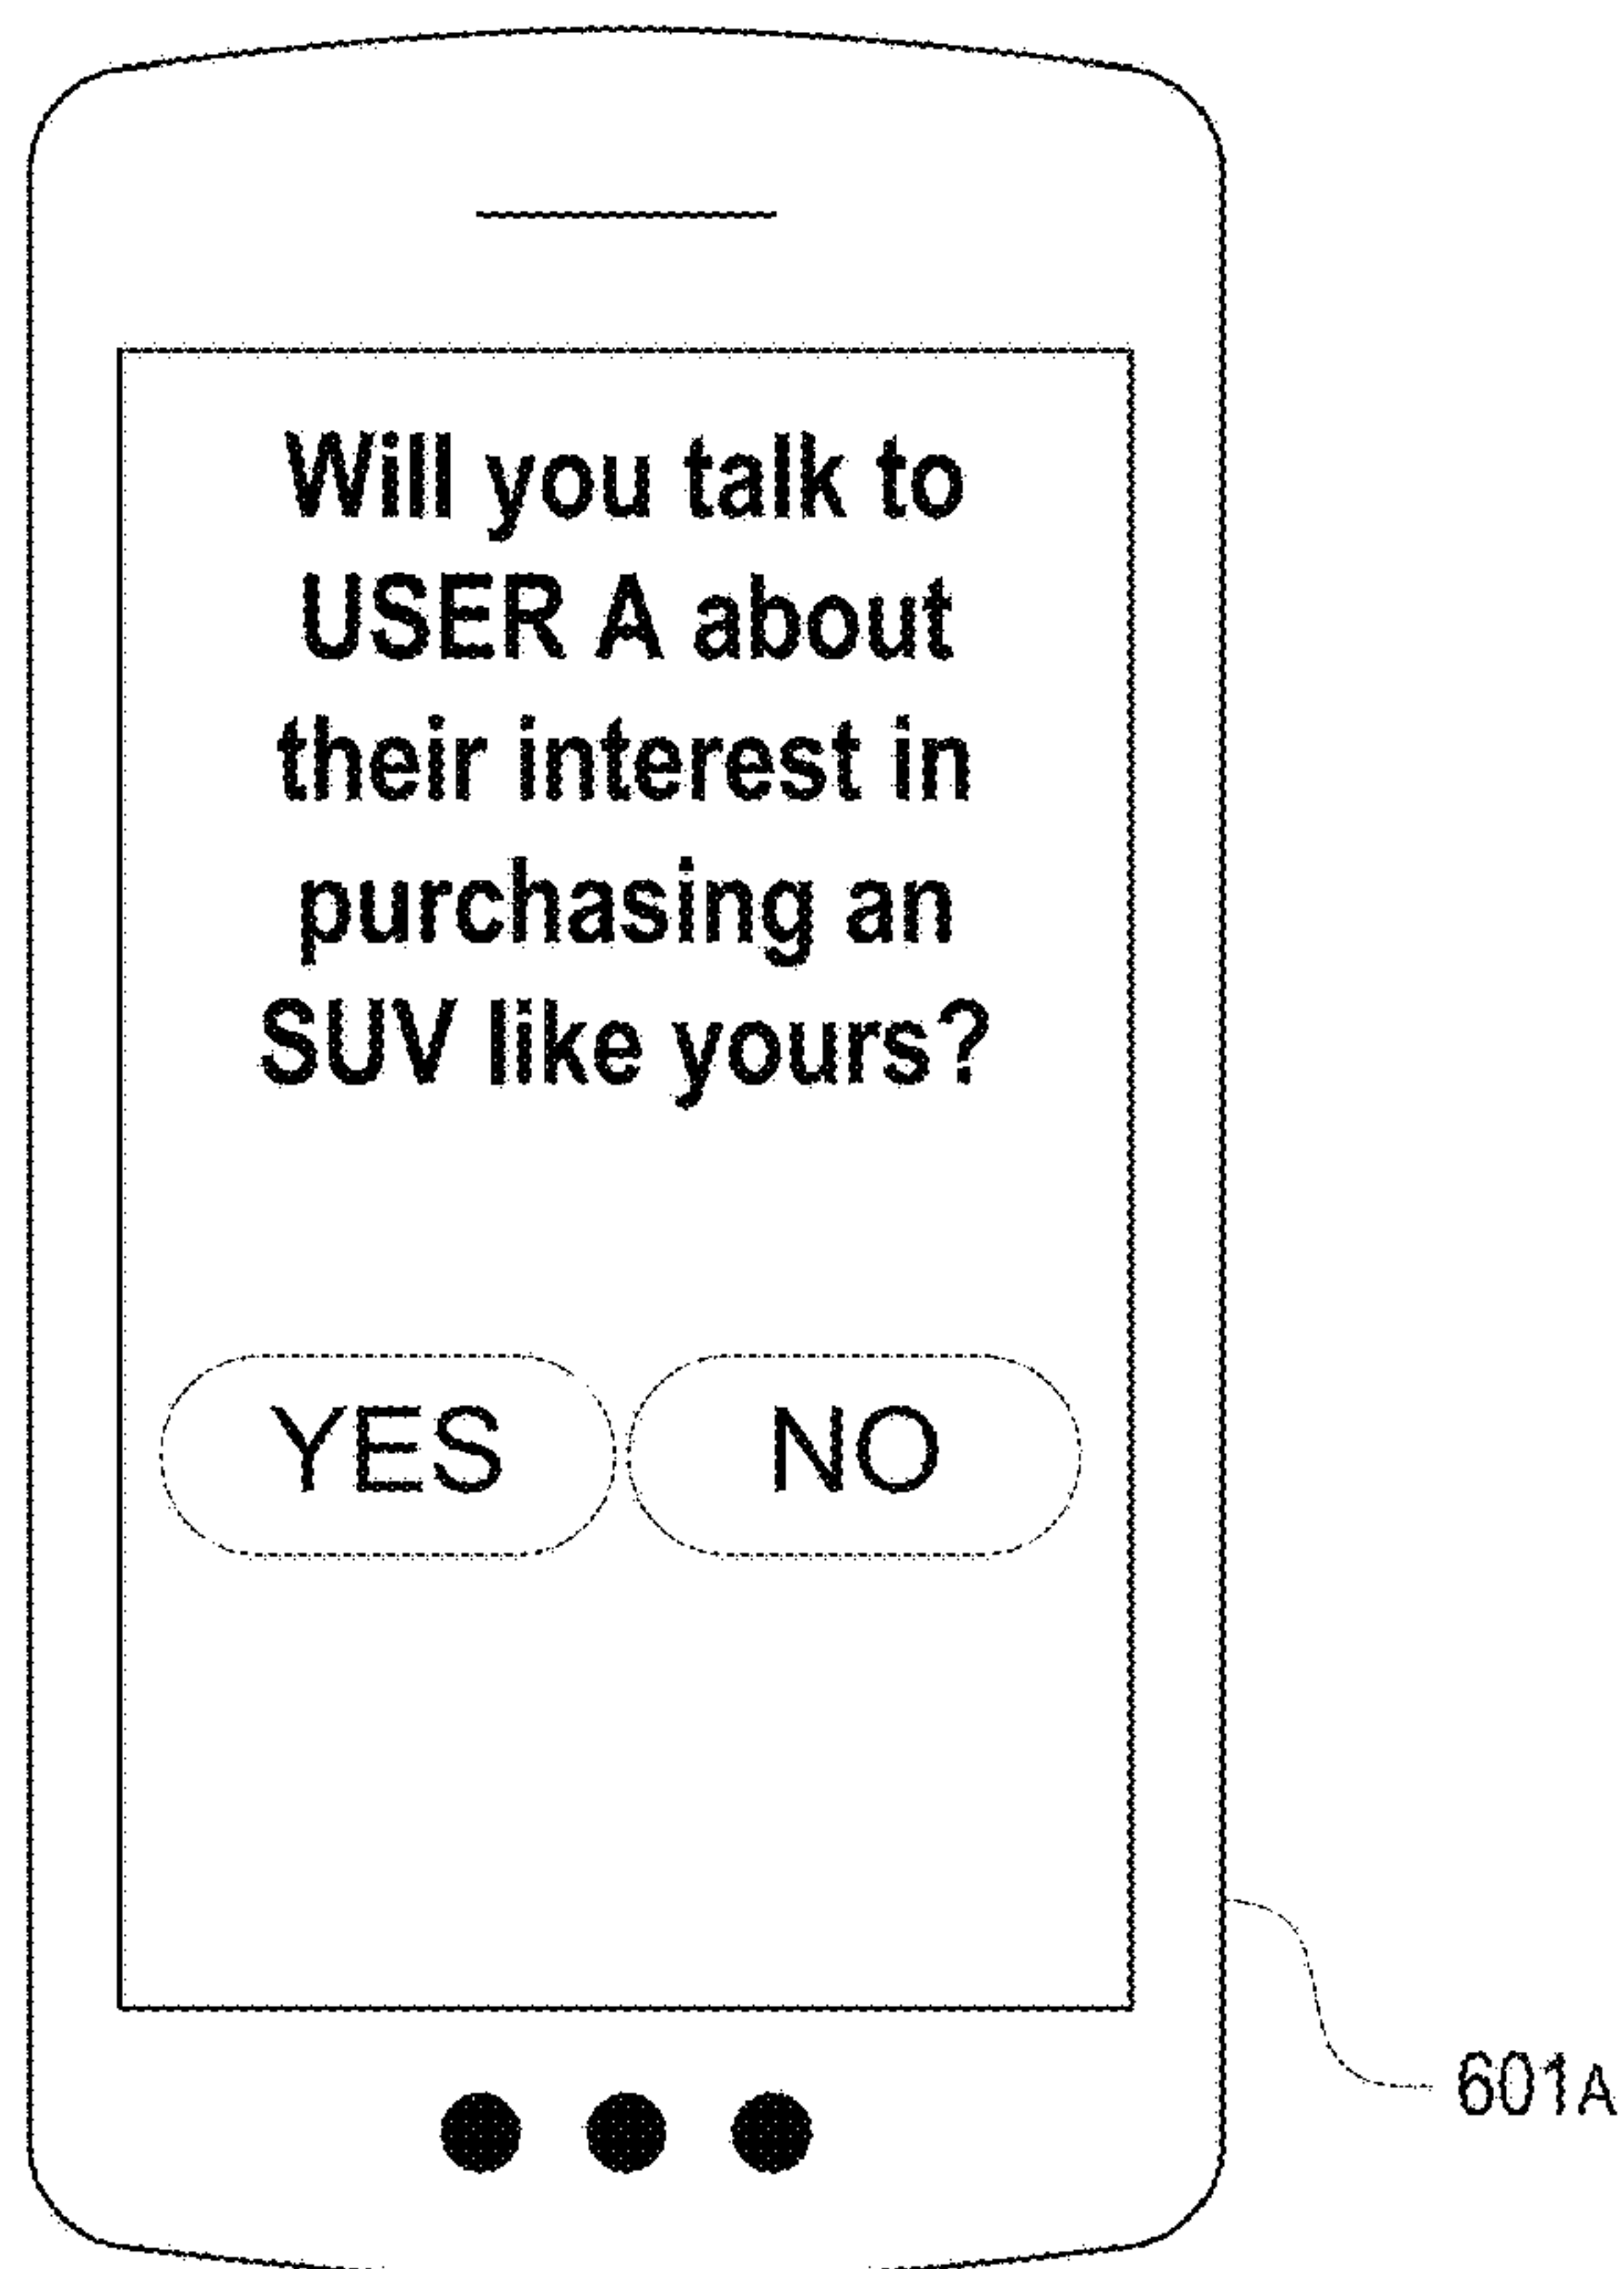 Will you talk to
USER A about
their interest in
purchasing an
SUV like yours?
YES NO
601A